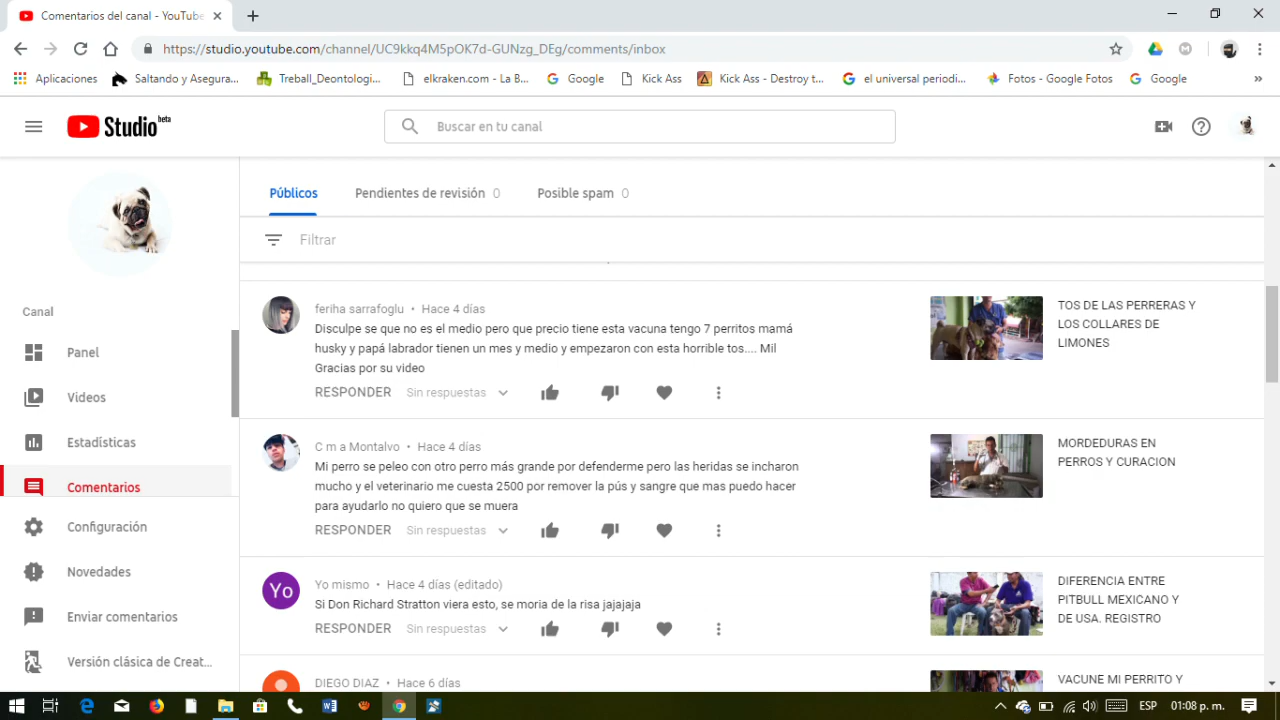 Comentarios del canal - YouTube
https://studio.youtube.com/channel/UC9kkq4M5pOK7d-GUNzg_DEg/comments/inbox
Aplicaciones
Saltando y Asegura...
Treball_Deontologi...
elkraken.com - La B...
Google
Kick Ass
Kick Ass - Destroy t...
el universal periodi...
Fotos - Google Fotos
Google
»
Studio beta
Buscar en tu canal
Públicos
Pendientes de revisión 0
Posible spam 0
Filtrar
Canal
Panel
Videos
Estadísticas
Comentarios
Configuración
Novedades
Enviar comentarios
Versión clásica de Creat...
feriha sarrafoglu • Hace 4 días
Disculpe se que no es el medio pero que precio tiene esta vacuna tengo 7 perritos mamá
husky y papá labrador tienen un mes y medio y empezaron con esta horrible tos.... Mil
Gracias por su video
RESPONDER Sin respuestas
TOS DE LAS PERRERAS Y
LOS COLLARES DE
LIMONES
C m a Montalvo • Hace 4 días
Mi perro se peleo con otro perro más grande por defenderme pero las heridas se incharon
mucho y el veterinario me cuesta 2500 por remover la pús y sangre que mas puedo hacer
para ayudarlo no quiero que se muera
RESPONDER Sin respuestas
MORDEDURAS EN
PERROS Y CURACION
Yo
Yo mismo • Hace 4 días (editado)
Si Don Richard Stratton viera esto, se moria de la risa jajajaja
RESPONDER Sin respuestas
DIFERENCIA ENTRE
PITBULL MEXICANO Y
DE USA. REGISTRO
DIEGO DIAZ • Hace 6 días
VACUNE MI PERRITO Y
ESP
01:08 p. m.